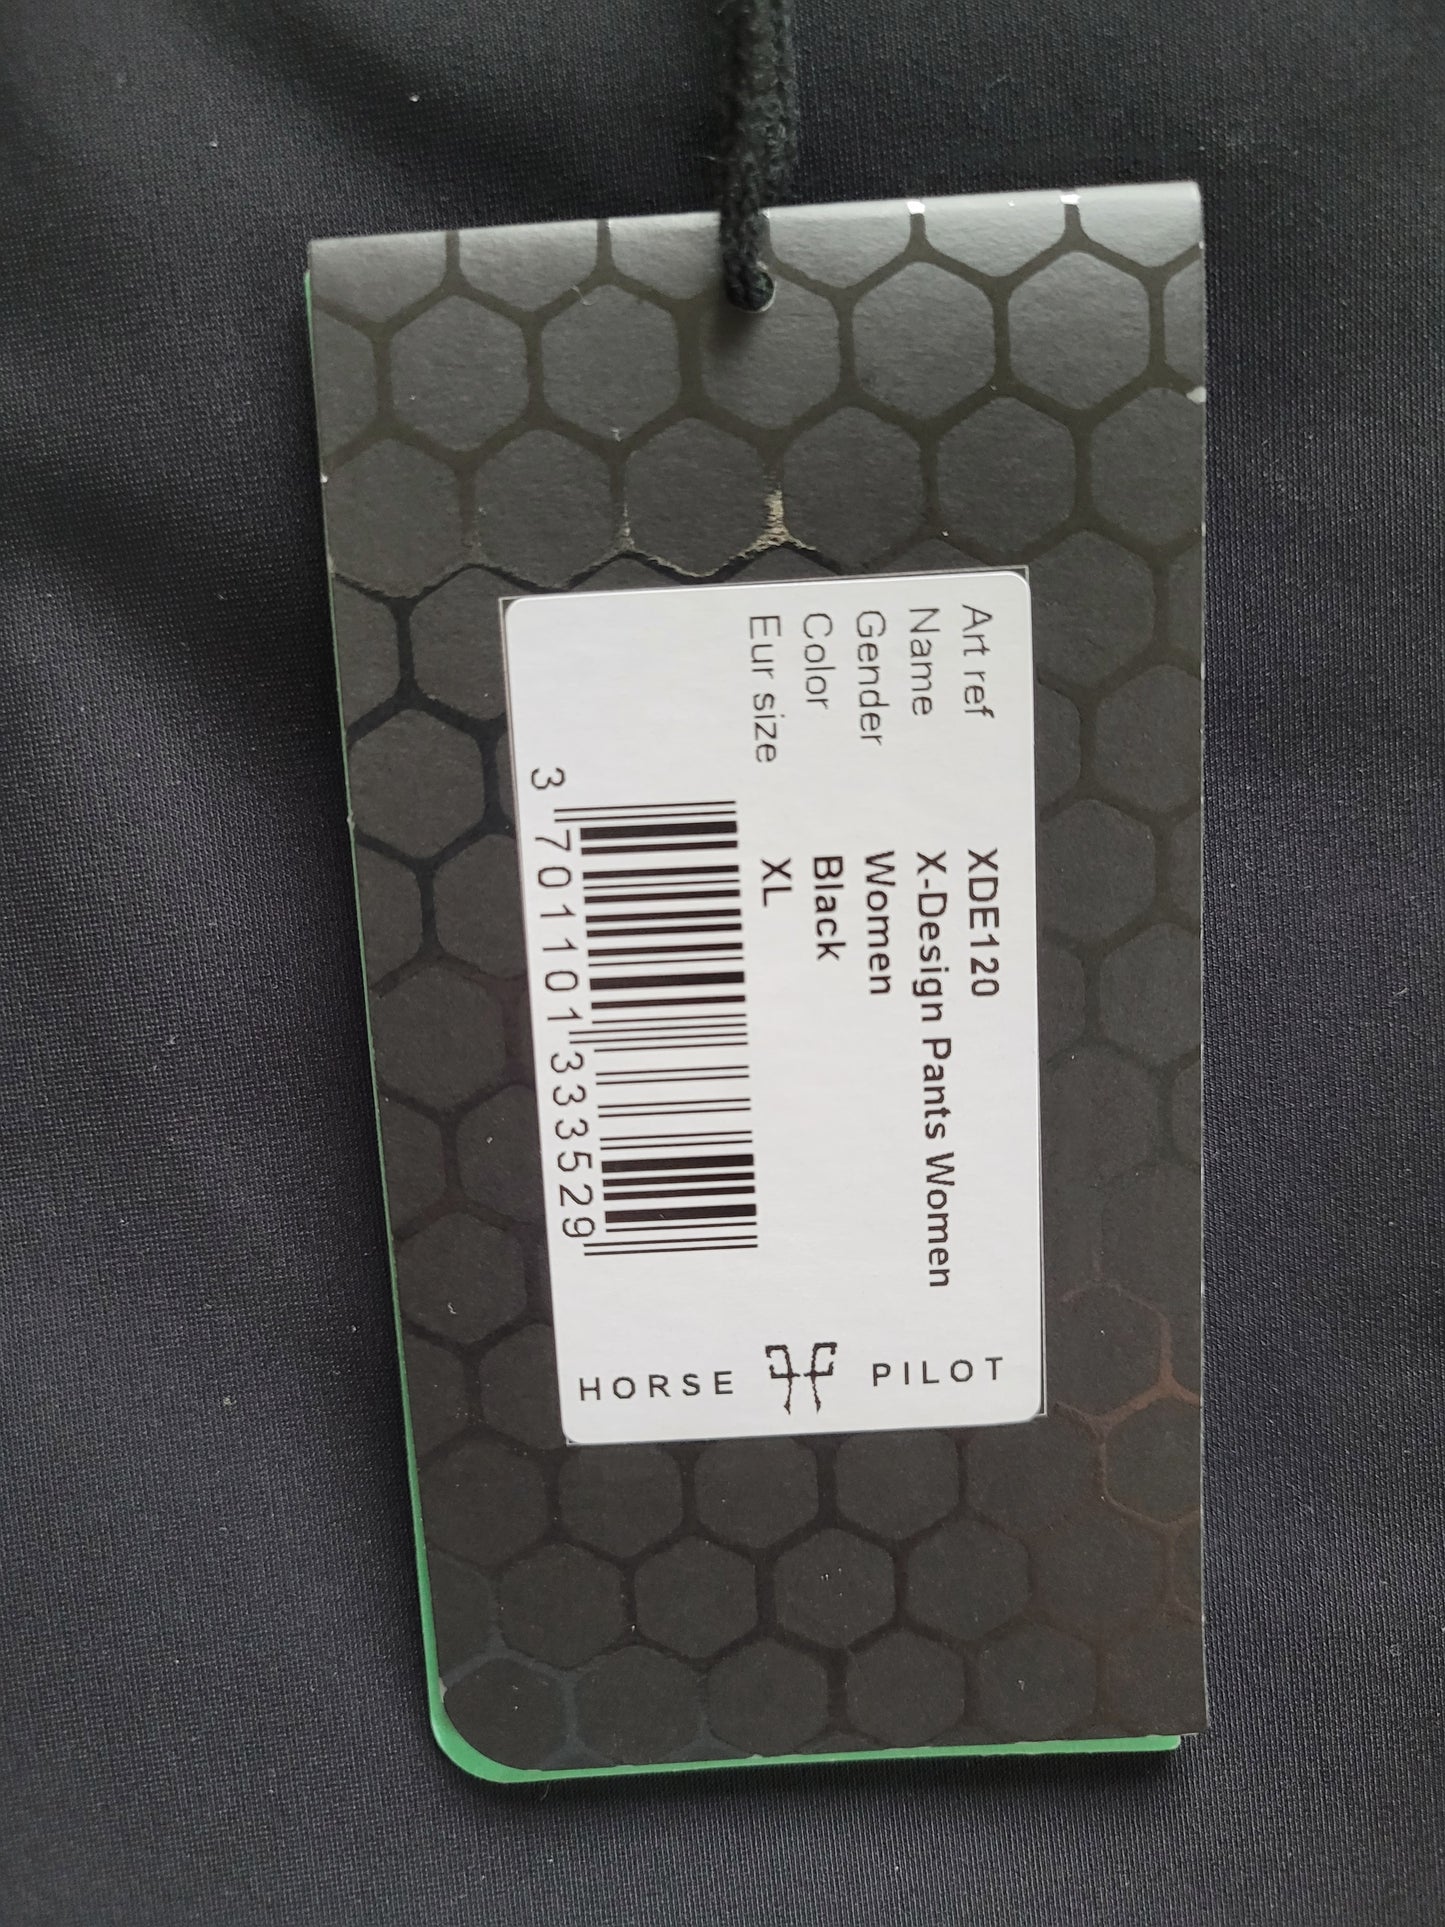 Art ref XDE120
Name X-Design Pants Women
Gender Women
Color Black
Eur size XL
3 701101 333529
HORSE PILOT